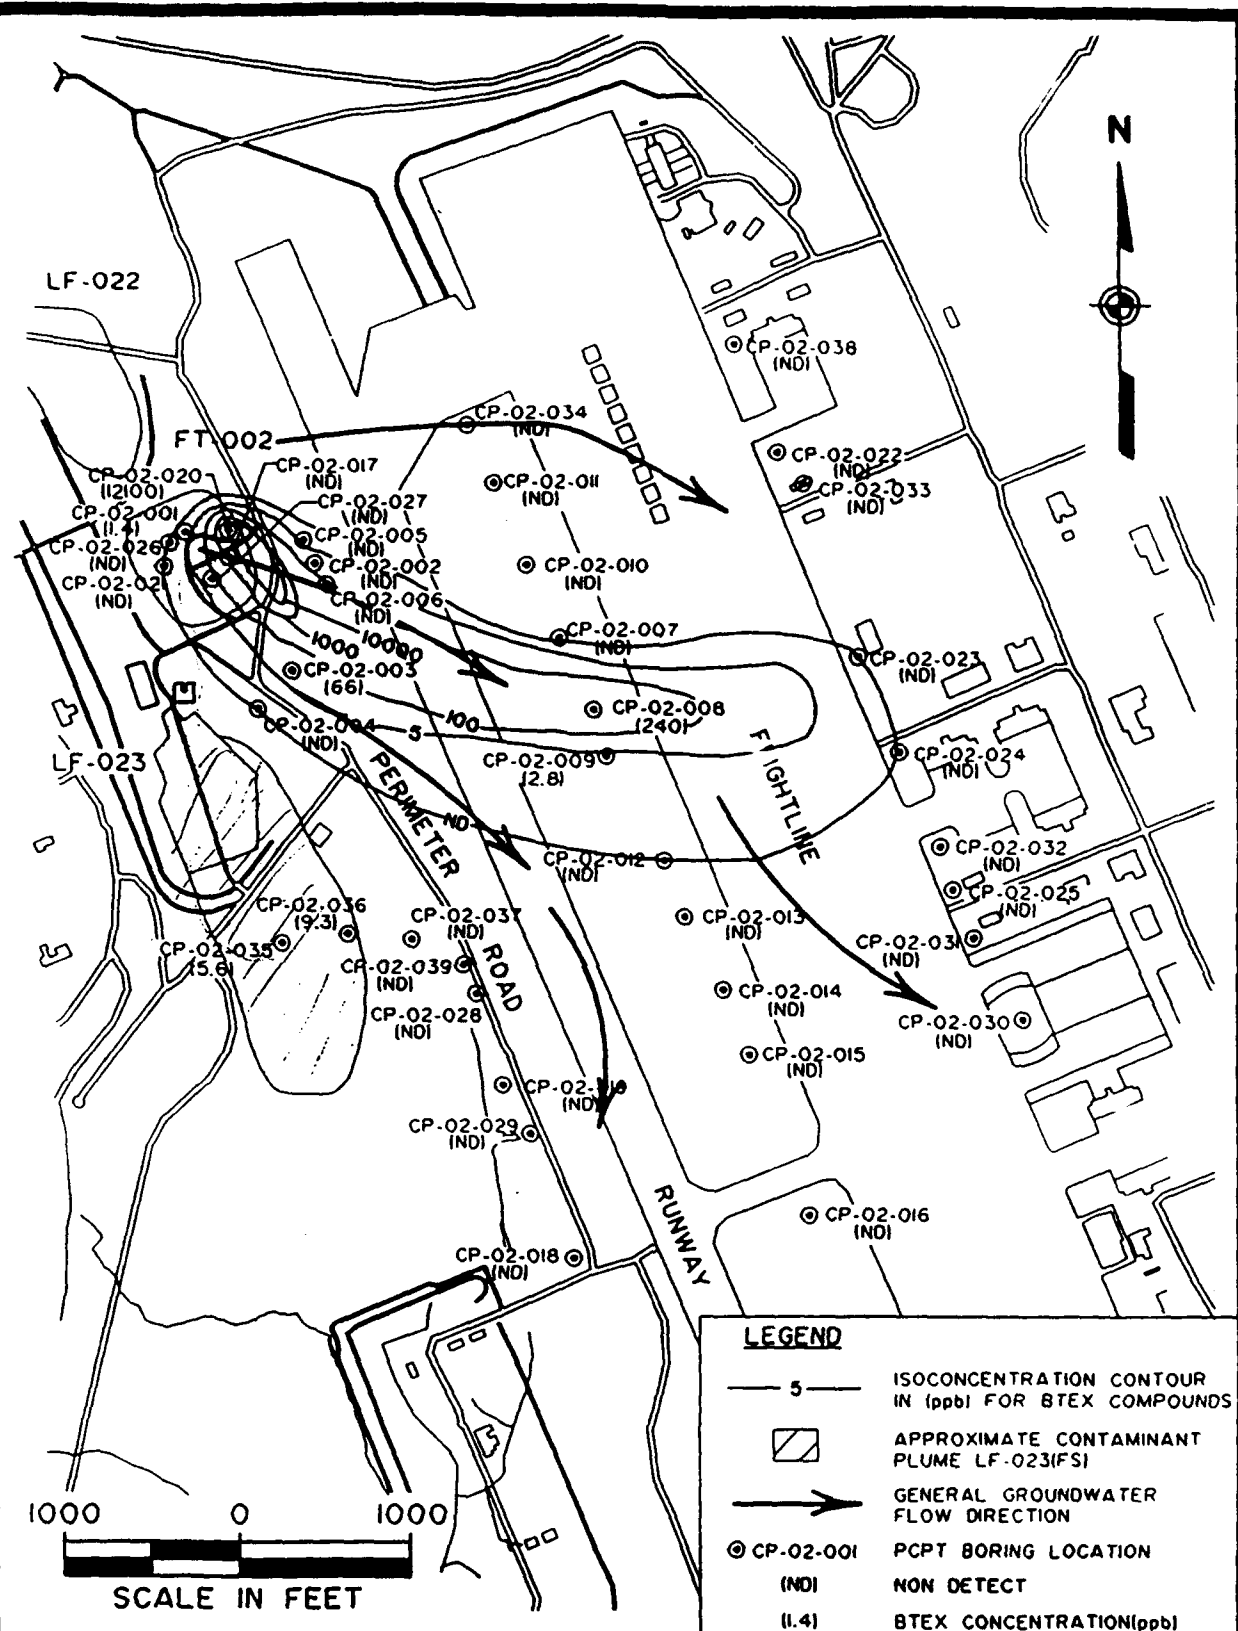 N
LF-022
CP-02-038
(ND)
CP-02-034
(ND)
FT-002
CP-02-022
(ND)
CP-02-020
(12100)
CP-02-017
(ND)
CP-02-011
(ND)
CP-02-033
(ND)
CP-02-027
(ND)
CP-02-001
(1.4)
CP-02-005
(ND)
CP-02-026
(ND)
CP-02-002
(ND)
CP-02-010
(ND)
CP-02-021
(ND)
CP-02-006
(ND)
1000
10000
CP-02-007
(ND)
CP-02-003
(66)
CP-02-023
(ND)
CP-02-008
(240)
100
5
CP-02-004
(ND)
CP-02-009
(2.8)
CP-02-024
(ND)
LF-023
PERIMETER
ROAD
FLIGHTLINE
ND
CP-02-012
(ND)
CP-02-032
(ND)
CP-02-025
(ND)
CP-02-036
(9.3)
CP-02-037
(ND)
CP-02-013
(ND)
CP-02-035
(5.6)
CP-02-031
(ND)
CP-02-039
(ND)
CP-02-014
(ND)
CP-02-028
(ND)
CP-02-030
(ND)
CP-02-015
(ND)
(ND)
CP-02-029
(ND)
RUNWAY
CP-02-016
(ND)
CP-02-018
(ND)
LEGEND
5
ISOCONCENTRATION CONTOUR
IN (ppb) FOR BTEX COMPOUNDS
APPROXIMATE CONTAMINANT
PLUME LF-023(FS)
GENERAL GROUNDWATER
FLOW DIRECTION
CP-02-001 PCPT BORING LOCATION
(ND) NON DETECT
(1.4) BTEX CONCENTRATION(ppb)
1000 0 1000
SCALE IN FEET